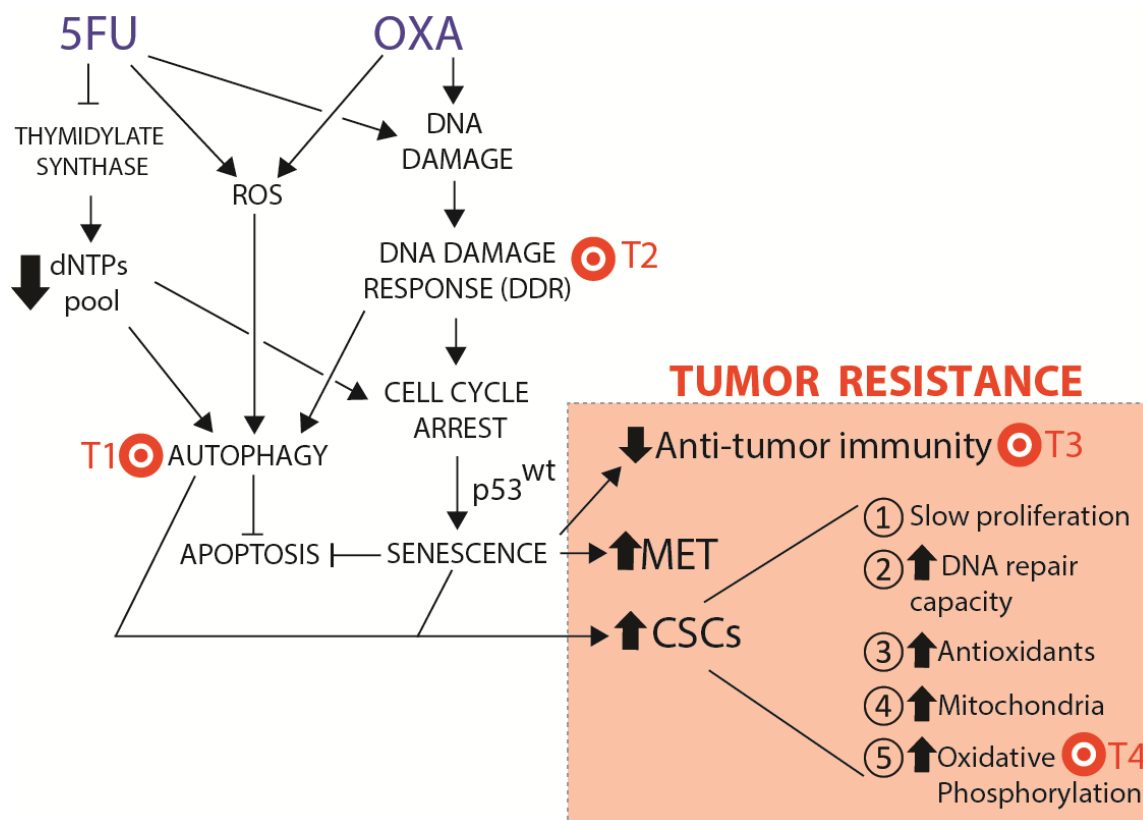 5FU
OXA
THYMIDYLATE
SYNTHASE
DNA
DAMAGE
ROS
dNTPs
pool
DNA DAMAGE
RESPONSE (DDR)
T2
CELL CYCLE
ARREST
T1
AUTOPHAGY
p53wt
APOPTOSIS
SENESCENCE
TUMOR RESISTANCE
Anti-tumor immunity
T3
MET
CSCs
1 Slow proliferation
2 DNA repair
capacity
3 Antioxidants
4 Mitochondria
5 Oxidative T4
Phosphorylation